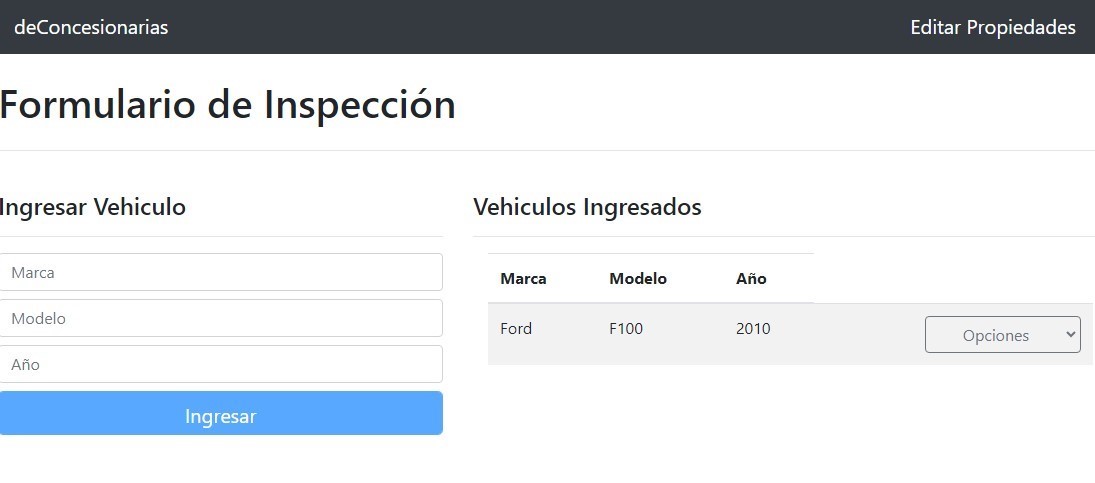 deConcesionarias
Editar Propiedades
Formulario de Inspección
Ingresar Vehiculo
Marca
Modelo
Año
Ingresar
Vehiculos Ingresados
Marca Modelo Año
Ford F100 2010 Opciones